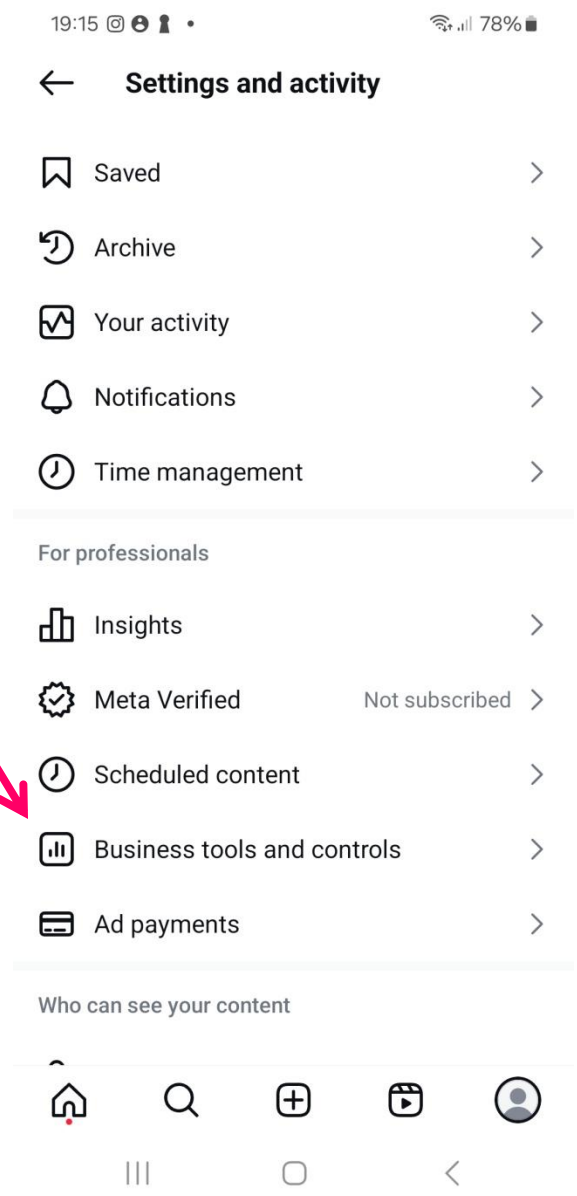 19:15
78%
Settings and activity
Saved
Archive
Your activity
Notifications
Time management
For professionals
Insights
Meta Verified Not subscribed
Scheduled content
Business tools and controls
Ad payments
Who can see your content